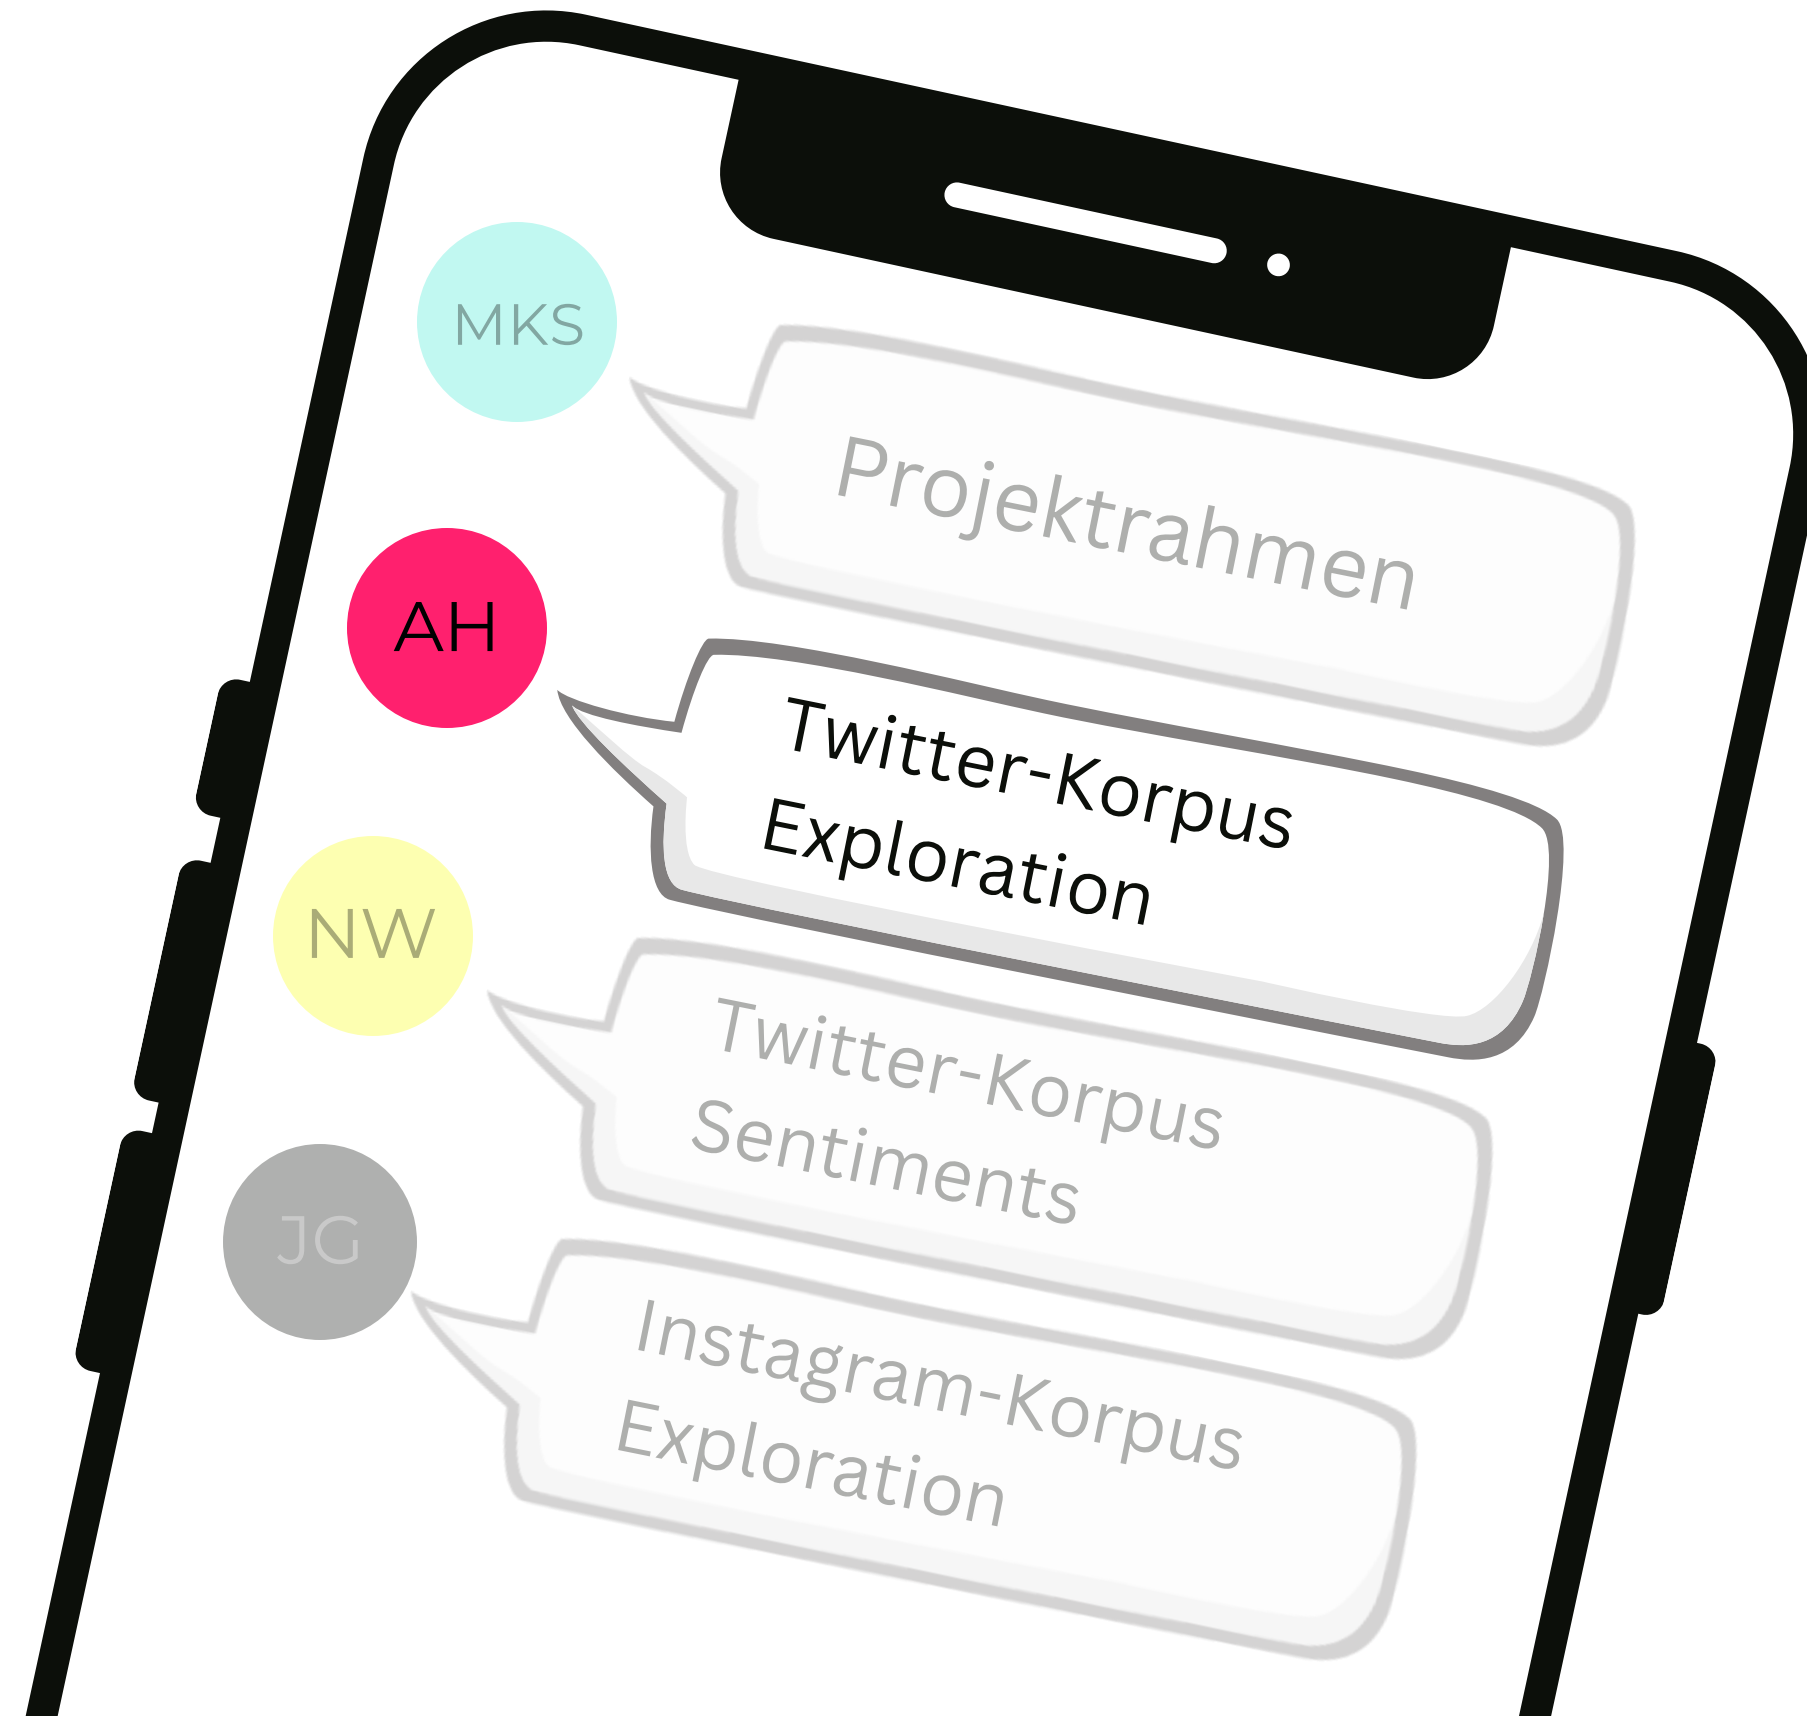 MKS
Projektrahmen
AH
Twitter-Korpus
Exploration
NW
Twitter-Korpus
Sentiments
JG
Instagram-Korpus
Exploration